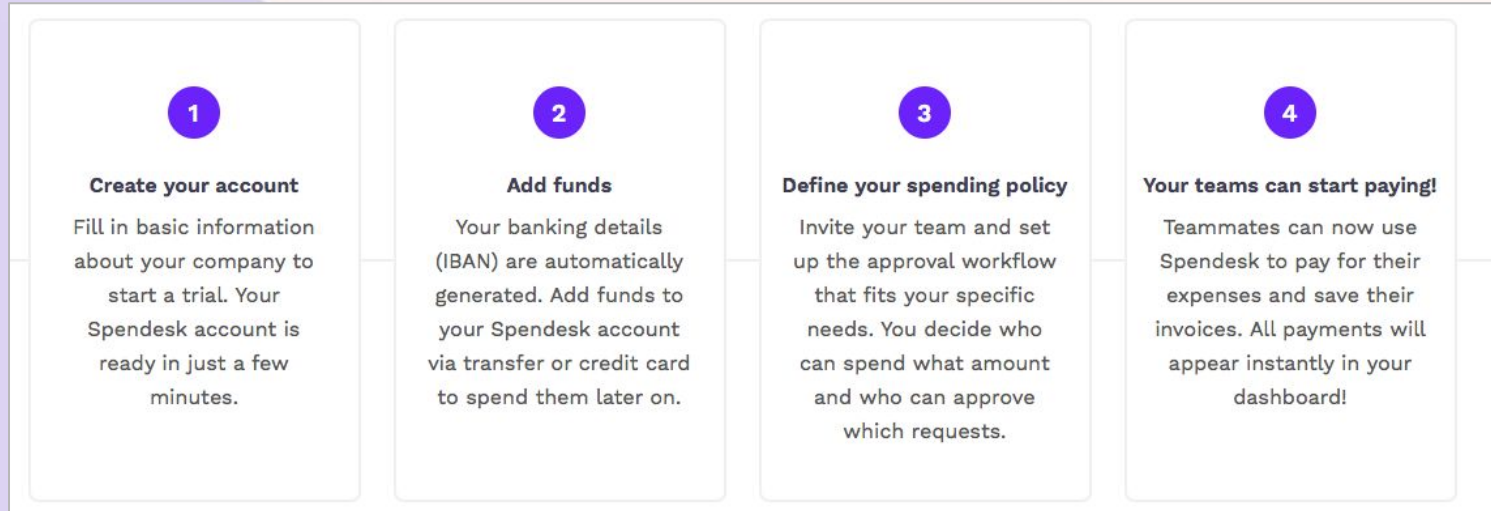 1
Create your account
Fill in basic information
about your company to
start a trial. Your
Spendesk account is
ready in just a few
minutes.
2
Add funds
Your banking details
(IBAN) are automatically
generated. Add funds to
your Spendesk account
via transfer or credit card
to spend them later on.
3
Define your spending policy
Invite your team and set
up the approval workflow
that fits your specific
needs. You decide who
can spend what amount
and who can approve
which requests.
4
Your teams can start paying!
Teammates can now use
Spendesk to pay for their
expenses and save their
invoices. All payments will
appear instantly in your
dashboard!